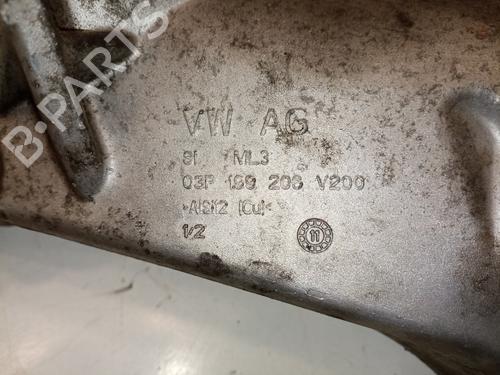 B-PARTS
VW AG
ML3
03P 199 206 V200
>AlSi12 (Cu)<
1/2
11